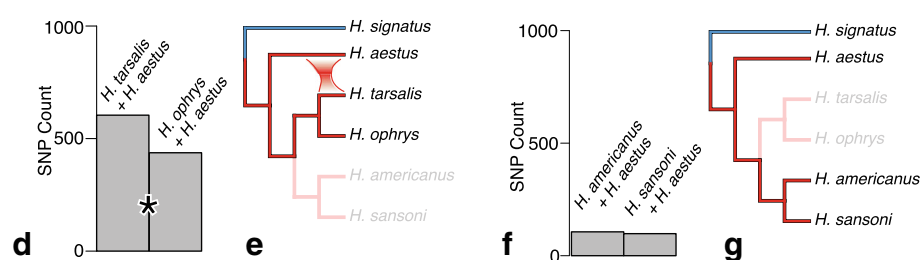 1000
500
0
SNP Count
H. tarsalis
+ H. aestus
H. ophrys
+ H. aestus
d
e
H. signatus
H. aestus
H. tarsalis
H. ophrys
H. americanus
H. sansoni
*
1000
500
0
SNP Count
H. americanus
+ H. aestus
H. sansoni
+ H. aestus
f
g
H. signatus
H. aestus
H. tarsalis
H. ophrys
H. americanus
H. sansoni